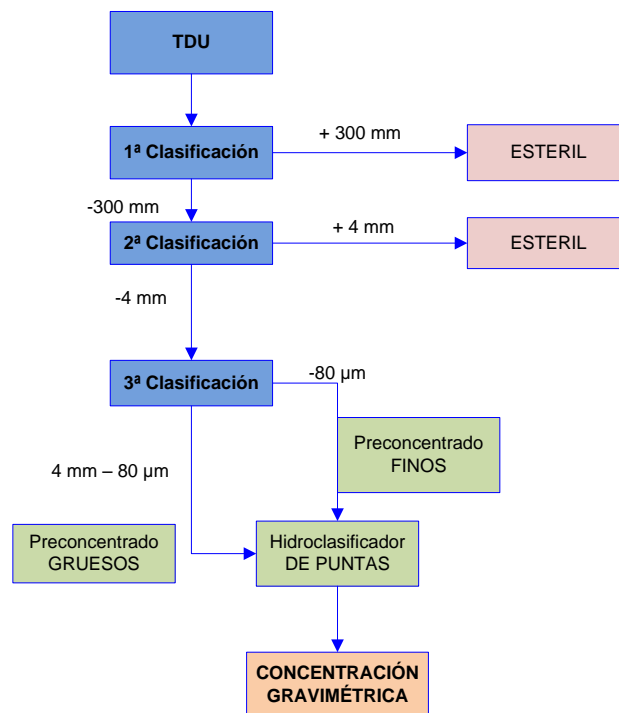 TDU
1ª Clasificación
+ 300 mm
ESTERIL
-300 mm
2ª Clasificación
+ 4 mm
ESTERIL
-4 mm
3ª Clasificación
-80 µm
Preconcentrado
FINOS
4 mm – 80 µm
Preconcentrado
GRUESOS
Hidroclasificador
DE PUNTAS
CONCENTRACIÓN
GRAVIMÉTRICA